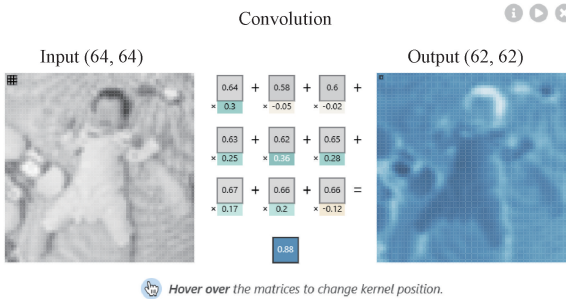 Convolution
Input (64, 64)
Output (62, 62)
0.64 + 0.58 + 0.6 +
× 0.3 × -0.05 × -0.02
0.63 + 0.62 + 0.65 +
× 0.25 × 0.36 × 0.28
0.67 + 0.66 + 0.66 =
× 0.17 × 0.2 × -0.12
0.88
Hover over the matrices to change kernel position.